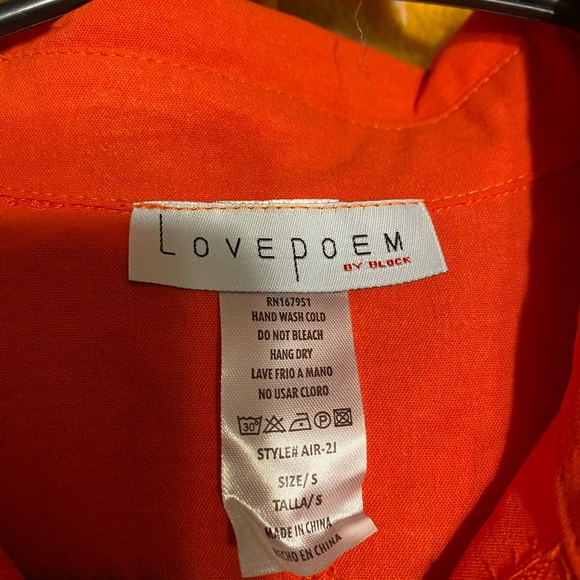 LOVEPOEM
BY BLOCK
RN167951
HAND WASH COLD
DO NOT BLEACH
HANG DRY
LAVE FRIO A MANO
NO USAR CLORO
30° P
STYLE# AIR-2J
SIZE/S
TALLA/S
MADE IN CHINA
HECHO EN CHINA